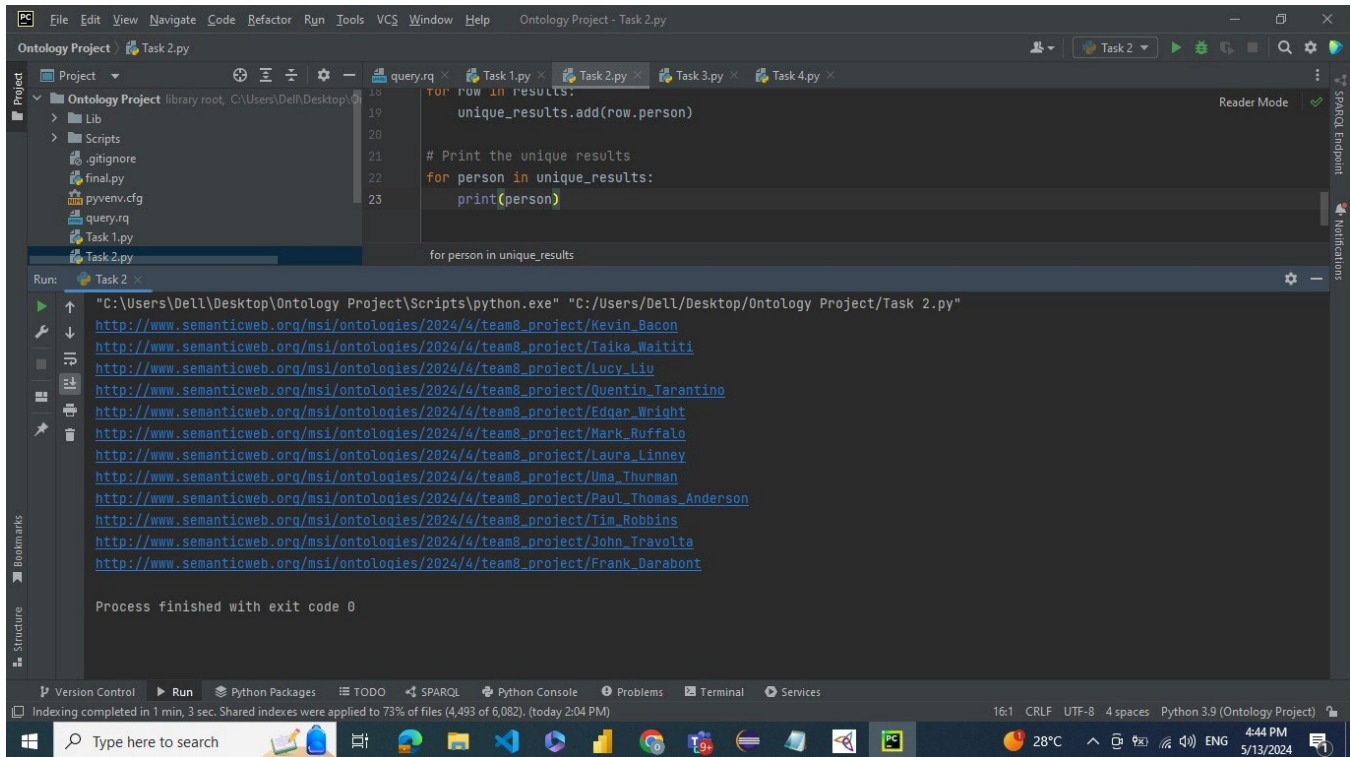 File Edit View Navigate Code Refactor Run Tools VCS Window Help Ontology Project - Task 2.py
Ontology Project Task 2.py Task 2
Project query.rq Task 1.py Task 2.py Task 3.py Task 4.py
Ontology Project library root, C:\Users\Dell\Desktop\O
Lib
Scripts
.gitignore
final.py
pyvenv.cfg
query.rq
Task 1.py
Task 2.py
Reader Mode
18 for row in results:
19 unique_results.add(row.person)
20
21 # Print the unique results
22 for person in unique_results:
23 print(person)
for person in unique_results
SPARQL Endpoint
Notifications
Run: Task 2
"C:\Users\Dell\Desktop\Ontology Project\Scripts\python.exe" "C:/Users/Dell/Desktop/Ontology Project/Task 2.py"
http://www.semanticweb.org/msi/ontologies/2024/4/team8_project/Kevin_Bacon
http://www.semanticweb.org/msi/ontologies/2024/4/team8_project/Taika_Waititi
http://www.semanticweb.org/msi/ontologies/2024/4/team8_project/Lucy_Liu
http://www.semanticweb.org/msi/ontologies/2024/4/team8_project/Quentin_Tarantino
http://www.semanticweb.org/msi/ontologies/2024/4/team8_project/Edgar_Wright
http://www.semanticweb.org/msi/ontologies/2024/4/team8_project/Mark_Ruffalo
http://www.semanticweb.org/msi/ontologies/2024/4/team8_project/Laura_Linney
http://www.semanticweb.org/msi/ontologies/2024/4/team8_project/Uma_Thurman
http://www.semanticweb.org/msi/ontologies/2024/4/team8_project/Paul_Thomas_Anderson
http://www.semanticweb.org/msi/ontologies/2024/4/team8_project/Tim_Robbins
http://www.semanticweb.org/msi/ontologies/2024/4/team8_project/John_Travolta
http://www.semanticweb.org/msi/ontologies/2024/4/team8_project/Frank_Darabont
Process finished with exit code 0
Project
Bookmarks
Structure
Version Control Run Python Packages TODO SPARQL Python Console Problems Terminal Services
Indexing completed in 1 min, 3 sec. Shared indexes were applied to 73% of files (4,493 of 6,082). (today 2:04 PM) 16:1 CRLF UTF-8 4 spaces Python 3.9 (Ontology Project)
Type here to search 28°C ENG 4:44 PM
5/13/2024